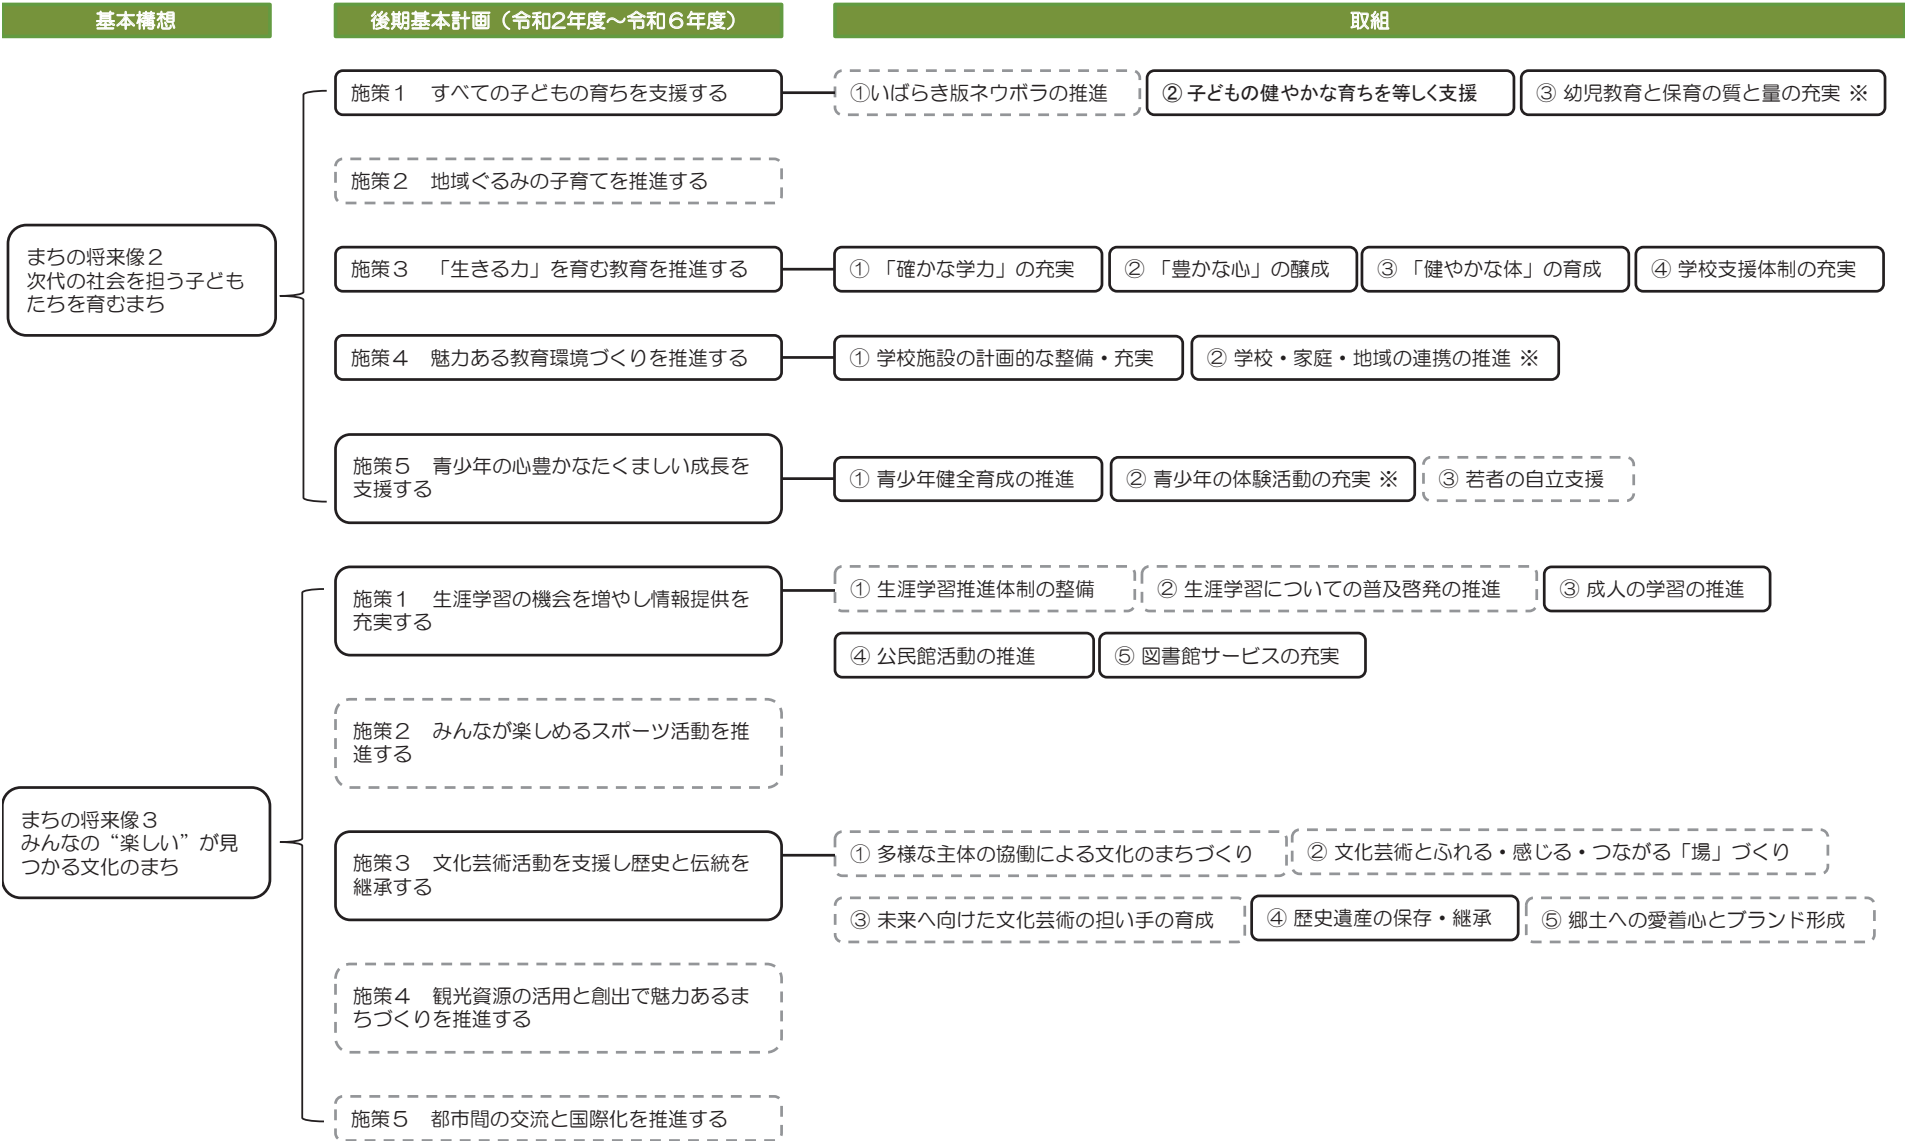 基本構想
後期基本計画（令和2年度～令和６年度）
取組
まちの将来像２
次代の社会を担う子ども
たちを育むまち
施策１　すべての子どもの育ちを支援する
①いばらき版ネウボラの推進
② 子どもの健やかな育ちを等しく支援
③ 幼児教育と保育の質と量の充実 ※
施策２　地域ぐるみの子育てを推進する
施策３　「生きる力」を育む教育を推進する
① 「確かな学力」の充実
② 「豊かな心」の醸成
③ 「健やかな体」の育成
④ 学校支援体制の充実
施策４　魅力ある教育環境づくりを推進する
① 学校施設の計画的な整備・充実
② 学校・家庭・地域の連携の推進 ※
施策５　青少年の心豊かなたくましい成長を
支援する
① 青少年健全育成の推進
② 青少年の体験活動の充実 ※
③ 若者の自立支援
まちの将来像３
みんなの“楽しい”が見
つかる文化のまち
施策１　生涯学習の機会を増やし情報提供を
充実する
① 生涯学習推進体制の整備
② 生涯学習についての普及啓発の推進
③ 成人の学習の推進
④ 公民館活動の推進
⑤ 図書館サービスの充実
施策２　みんなが楽しめるスポーツ活動を推
進する
施策３　文化芸術活動を支援し歴史と伝統を
継承する
① 多様な主体の協働による文化のまちづくり
② 文化芸術とふれる・感じる・つながる「場」づくり
③ 未来へ向けた文化芸術の担い手の育成
④ 歴史遺産の保存・継承
⑤ 郷土への愛着心とブランド形成
施策４　観光資源の活用と創出で魅力あるま
ちづくりを推進する
施策５　都市間の交流と国際化を推進する